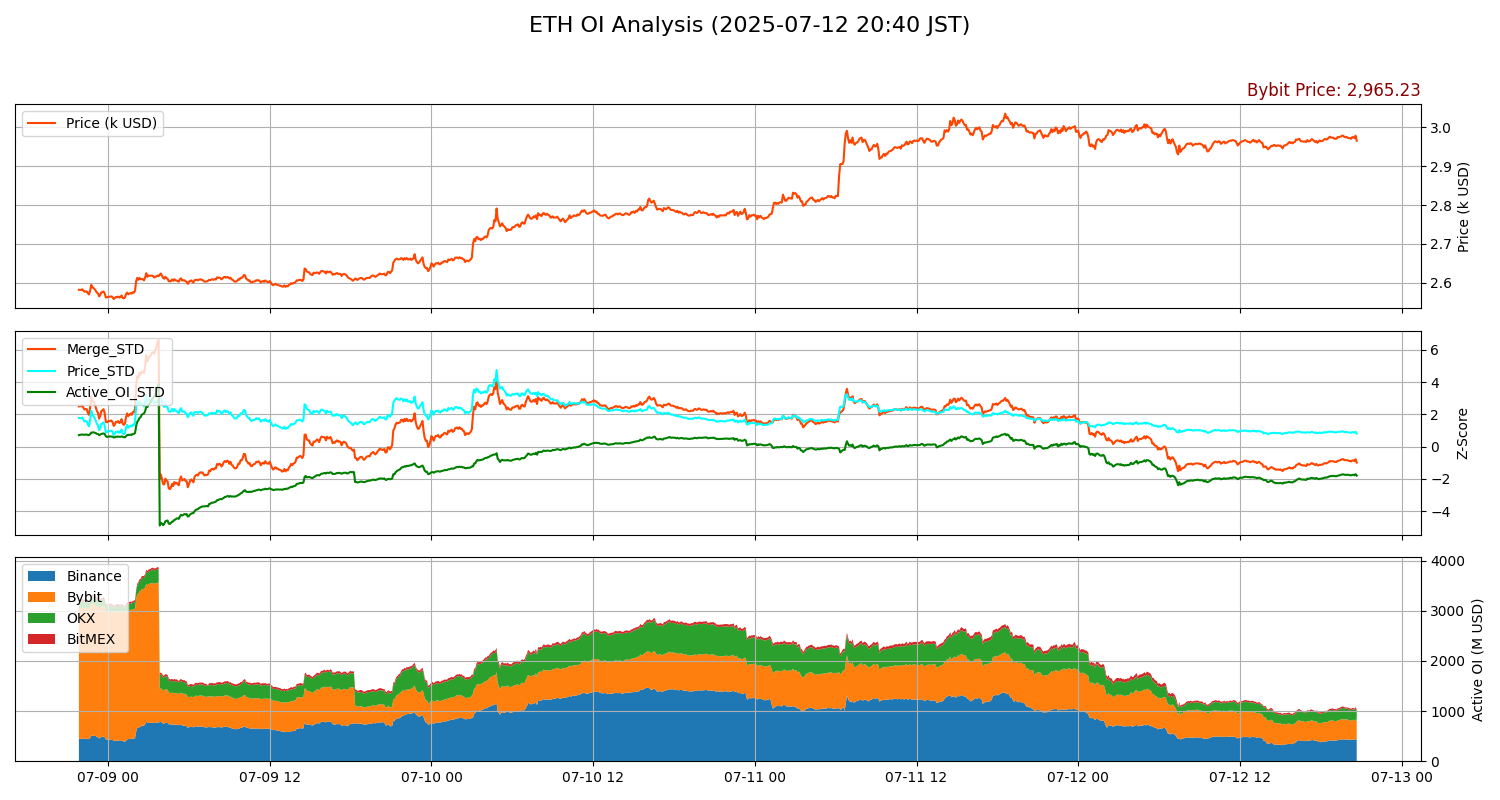 ETH OI Analysis (2025-07-12 20:40 JST)
Bybit Price: 2,965.23
Price (k USD)
3.0
2.9
2.8
2.7
2.6
Price (k USD)
Merge_STD
Price_STD
Active_OI_STD
6
4
2
0
−2
−4
Z-Score
Binance
Bybit
OKX
BitMEX
4000
3000
2000
1000
0
Active OI (M USD)
07-09 00
07-09 12
07-10 00
07-10 12
07-11 00
07-11 12
07-12 00
07-12 12
07-13 00